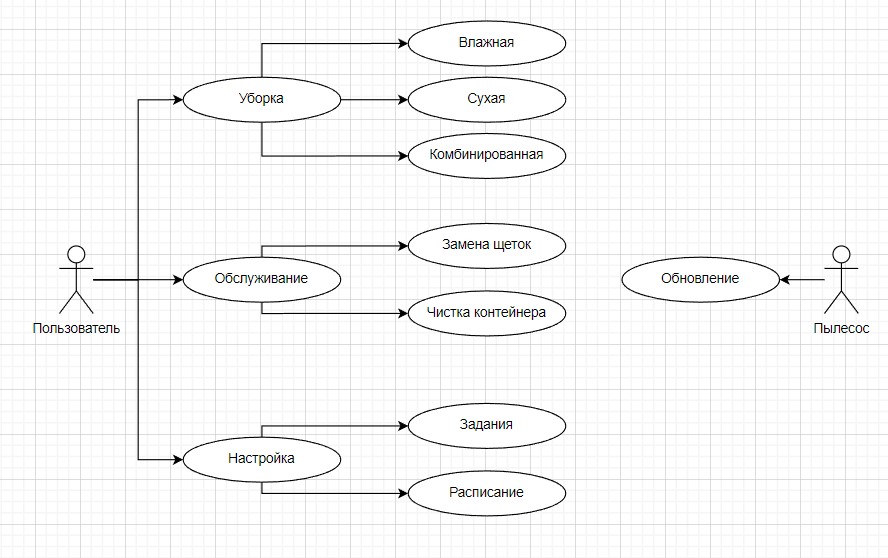 Влажная
Уборка
Сухая
Комбинированная
Замена щеток
Обслуживание
Обновление
Чистка контейнера
Пользователь
Пылесос
Задания
Настройка
Расписание